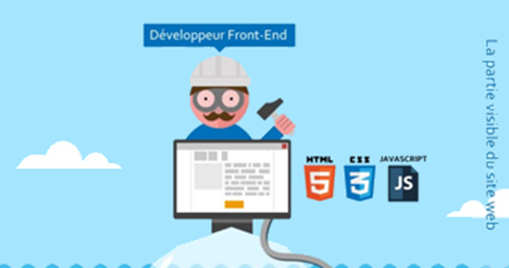 Développeur Front-End
HTML
5
CSS
3
JAVASCRIPT
JS
La partie visible du site web